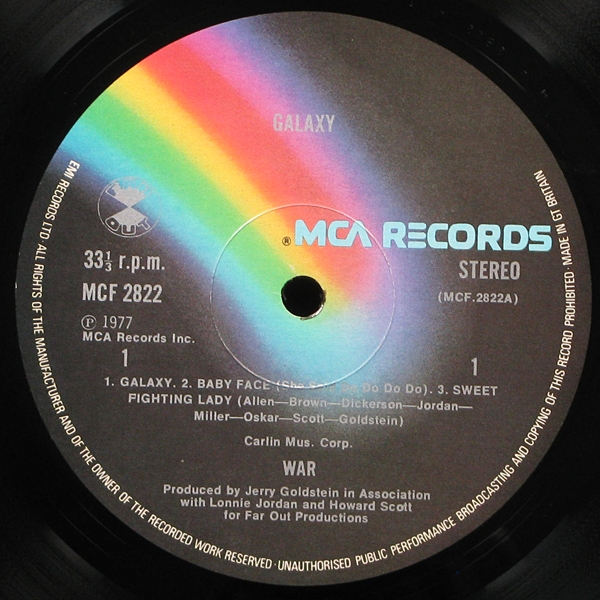 GALAXY
® MCA RECORDS
OUT
33⅓ r.p.m.
STEREO
MCF 2822
(MCF.2822A)
Ⓟ 1977
MCA Records Inc.
1
1
1. GALAXY. 2. BABY FACE (She Do Do Do). 3. SWEET
FIGHTING LADY (Allen—Brown—Dickerson—Jordan—
Miller—Oskar—Scott—Goldstein)
Carlin Mus. Corp.
WAR
Produced by Jerry Goldstein in Association
with Lonnie Jordan and Howard Scott
for Far Out Productions
EMI RECORDS LTD. ALL RIGHTS OF THE MANUFACTURER AND OF THE OWNER OF THE RECORDED WORK RESERVED · UNAUTHORISED PUBLIC PERFORMANCE BROADCASTING AND COPYING OF THIS RECORD PROHIBITED · MADE IN GT BRITAIN